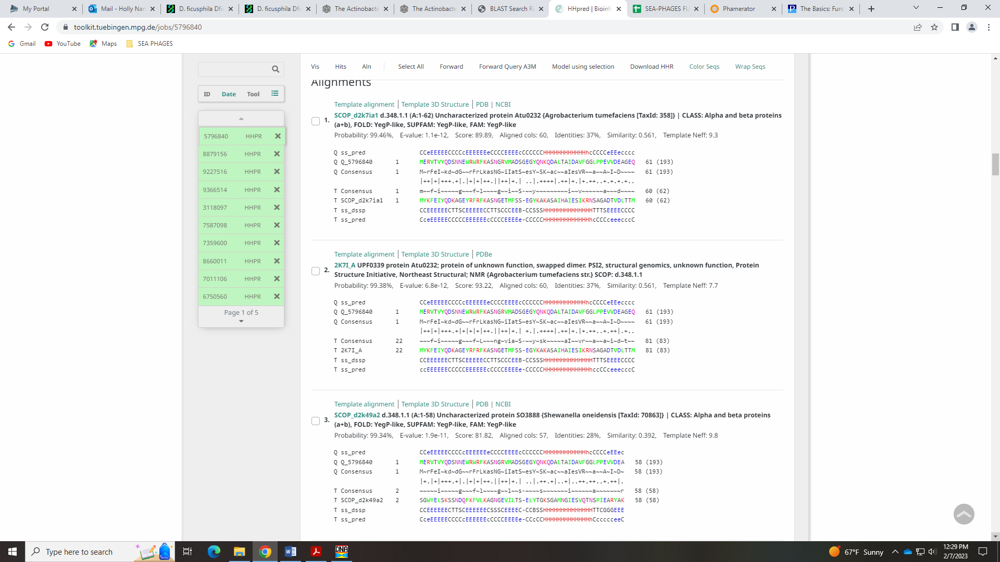 My Portal
Mail - Holly Nan
D. ficusphila Dfic
D. ficusphila Dfic
The Actinobacte
The Actinobacte
BLAST Search Re
HHpred | Bioinfo
SEA-PHAGES FU
Phamerator
The Basics: Func
toolkit.tuebingen.mpg.de/jobs/5796840
Gmail
YouTube
Maps
SEA PHAGES
Vis Hits Aln Select All Forward Forward Query A3M Model using selection Download HHR Color Seqs Wrap Seqs
ID Date Tool
5796840 HHPR
8879156 HHPR
9227516 HHPR
9366514 HHPR
3118097 HHPR
7587098 HHPR
7359600 HHPR
8660011 HHPR
7011106 HHPR
6750560 HHPR
Page 1 of 5
Alignments
Template alignment | Template 3D Structure | PDB | NCBI
1. SCOP_d2k7ia1 d.348.1.1 (A:1-62) Uncharacterized protein Atu0232 {Agrobacterium tumefaciens [TaxId: 358]} | CLASS: Alpha and beta proteins
(a+b), FOLD: YegP-like, SUPFAM: YegP-like, FAM: YegP-like
Probability: 99.46%, E-value: 1.1e-12, Score: 89.89, Aligned cols: 60, Identities: 37%, Similarity: 0.561, Template Neff: 9.3
Q ss_pred CCeEEEEECCCCcEEEEEEeCCCCEEEEcCCCCCCHHHHHHHHHHHHhcCCCCeEEecccc
Q Q_5796840 1 MERVTVYQDSNNEWRWRFKASNGRVMADSGEGYQNKQDALTAIDAVFGGLPPEVVDEAGEQ 61 (193)
Q Consensus 1 M~rFeI~kd~dG~~rFrLkasNG~iIatS~esY~SK~ac~~aIesVR~~a~~A~I~D~~~~ 61 (193)
|++|+|+++.+|.|+|+|++.||++|+.| ..|.++++|.++|+.|+.++..+.+.+.+..
T Consensus 1 m~~f~i~~~~~g~~~f~l~~~~g~~i~~S-~~y~~~~~~~~~~i~~v~~~~~~a~~~d~~~~ 60 (62)
T SCOP_d2k7ia1 1 MYKFEIYQDKAGEYRFRFKASNGETMFSS-EGYKAKASAIHAIESIKRNSAGADTVDLTTM 60 (62)
T ss_dssp CCEEEEEECTTSCEEEEECCTTSCCCEEB-CCSSSHHHHHHHHHHHHHHTTTSEEEECCCC
T ss_pred CceEEEEECCCCCEEEEEEcCCCCEEEEe-CCCCCHHHHHHHHHHHHHHhcCCCceeecccC
Template alignment | Template 3D Structure | PDBe
2. 2K7I_A UPF0339 protein Atu0232; protein of unknown function, swapped dimer. PSI2, structural genomics, unknown function, Protein
Structure Initiative, Northeast Structural; NMR {Agrobacterium tumefaciens str.} SCOP: d.348.1.1
Probability: 99.38%, E-value: 6.8e-12, Score: 93.22, Aligned cols: 60, Identities: 37%, Similarity: 0.561, Template Neff: 7.7
Q ss_pred CCeEEEEECCCCcEEEEEEeCCCCEEEEcCCCCCCHHHHHHHHHHHHhcCCCCeEEecccc
Q Q_5796840 1 MERVTVYQDSNNEWRWRFKASNGRVMADSGEGYQNKQDALTAIDAVFGGLPPEVVDEAGEQ 61 (193)
Q Consensus 1 M~rFeI~kd~dG~~rFrLkasNG~iIatS~esY~SK~ac~~aIesVR~~a~~A~I~D~~~~ 61 (193)
|++|+|+++.+|+|+|+|++.||++|+.| +.|.++++|.++|+.|+.++..+.++|.+..
T Consensus 22 ~~~f~i~~~~~g~~~f~L~~~ng~via~S-~~y~sk~~~~~aI~~vr~~a~~a~i~d~t~~ 81 (83)
T 2K7I_A 22 MYKFEIYQDKAGEYRFRFKASNGETMFSS-EGYKAKASAIHAIESIKRNSAGADTVDLTTM 81 (83)
T ss_dssp CCEEEEEECTTSCEEEEECCTTSCCCEEB-CCSSSHHHHHHHHHHHHHHTTTSEEEECCCC
T ss_pred ccEEEEEECCCCCEEEEEEcCCCCEEEEe-CCCCCHHHHHHHHHHHHHHhccCCceeecccC
Template alignment | Template 3D Structure | PDB | NCBI
3. SCOP_d2k49a2 d.348.1.1 (A:1-58) Uncharacterized protein SO3888 {Shewanella oneidensis [TaxId: 70863]} | CLASS: Alpha and beta proteins
(a+b), FOLD: YegP-like, SUPFAM: YegP-like, FAM: YegP-like
Probability: 99.34%, E-value: 1.9e-11, Score: 81.82, Aligned cols: 57, Identities: 28%, Similarity: 0.392, Template Neff: 9.8
Q ss_pred CCeEEEEECCCCcEEEEEEeCCCCEEEEcCCCCCCHHHHHHHHHHHHhcCCCCeEEec
Q Q_5796840 1 MERVTVYQDSNNEWRWRFKASNGRVMADSGEGYQNKQDALTAIDAVFGGLPPEVVDEA 58 (193)
Q Consensus 1 M~rFeI~kd~dG~~rFrLkasNG~iIatS~esY~SK~ac~~aIesVR~~a~~A~I~D~ 58 (193)
|+.|+|+++.+|.|+|+|++.||++|+.| ..|.++.+|..+|..++.++..+.++|.
T Consensus 2 ~~~~~i~~~~~g~~~f~l~~~~g~~l~~s-~~~~~s~~~~~~~i~~~~~~~a~~~~~~r 58 (58)
T SCOP_d2k49a2 2 SGWYELSKSSNDQFKFVLKAGNGEVILTS-ELYTGKSGAMNGIESVQTNSPIEARYAK 58 (58)
T ss_dssp CCEEEEEECTTSCEEEEEECSSSCEEEEC-CCBSSHHHHHHHHHHHHHHTTCGGGEEE
T ss_pred CceEEEEECCCCcEEEEEEcCCCCEEEEe-CCcCCHHHHHHHHHHHHHHhCcccceeC
Type here to search
67°F Sunny
12:29 PM
2/7/2023